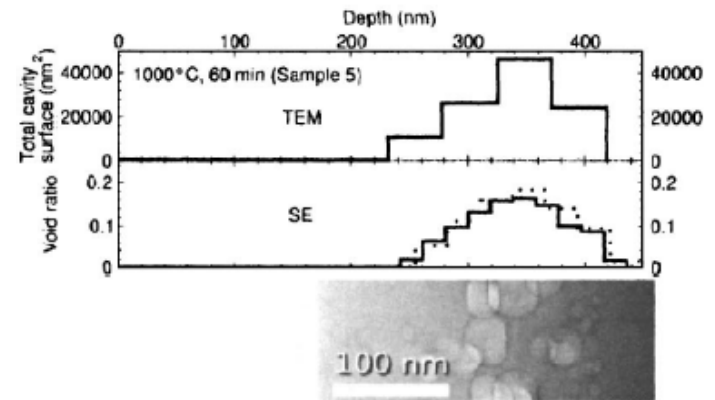 Depth (nm)
0 100 200 300 400
40000 1000°C, 60 min (Sample 5) 40000
20000 TEM 20000
0 0
Total cavity
surface (nm2)
0.2 0.2
0.1 SE 0.1
0 0
Void ratio
100 nm